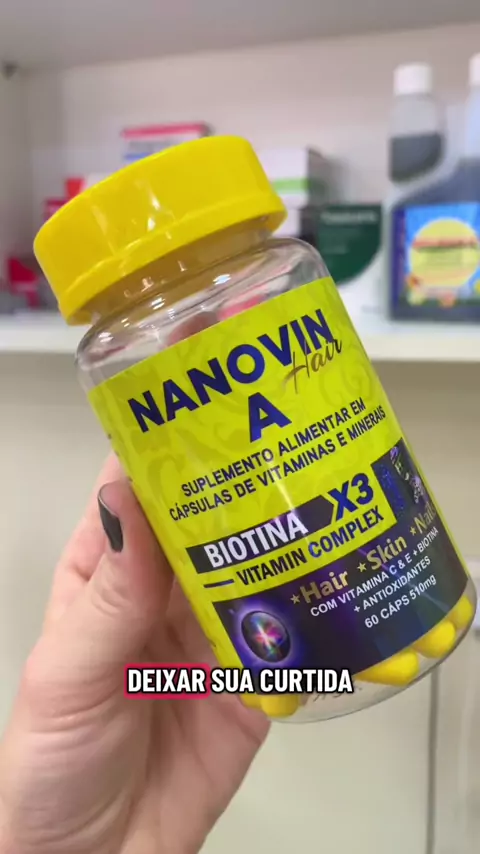 NANOVIN
Hair
A
SUPLEMENTO ALIMENTAR EM
CÁPSULAS DE VITAMINAS E MINERAIS
BIOTINA X3
VITAMIN COMPLEX
★Hair ★Skin ★Nails
COM VITAMINA C & E + BIOTINA
+ ANTIOXIDANTES
60 CÁPS 510mg
DEIXAR SUA CURTIDA